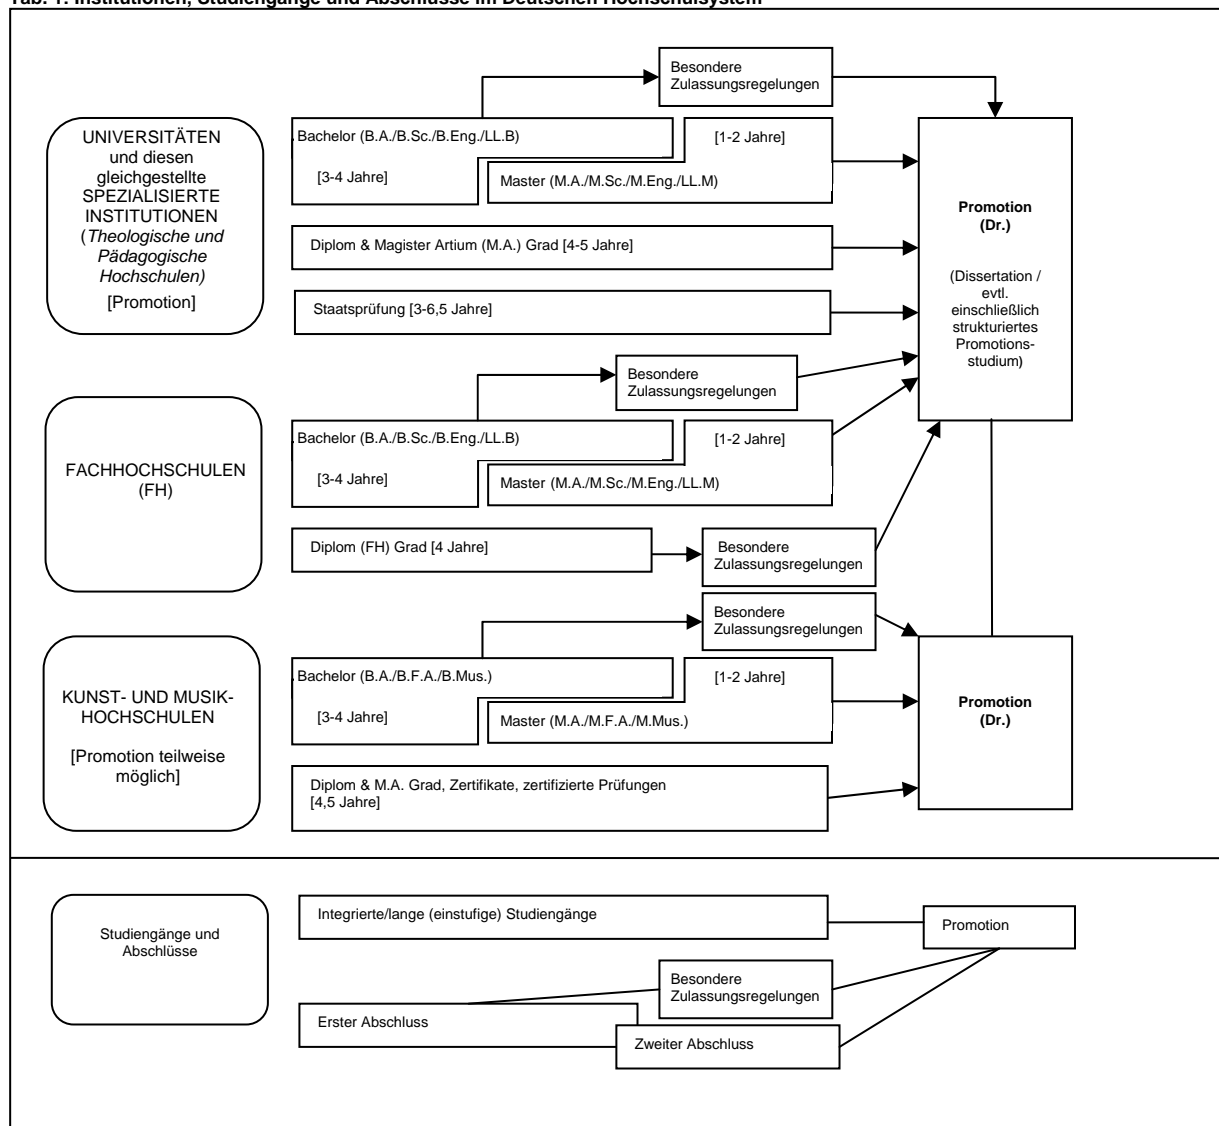 Tab. 1: Institutionen, Studiengänge und Abschlüsse im Deutschen Hochschulsystem
Besondere
Zulassungsregelungen
UNIVERSITÄTEN
und diesen
gleichgestellte
SPEZIALISIERTE
INSTITUTIONEN
(Theologische und
Pädagogische
Hochschulen)
[Promotion]
Bachelor (B.A./B.Sc./B.Eng./LL.B)
[3-4 Jahre]
[1-2 Jahre]
Master (M.A./M.Sc./M.Eng./LL.M)
Diplom & Magister Artium (M.A.) Grad [4-5 Jahre]
Staatsprüfung [3-6,5 Jahre]
Promotion
(Dr.)
(Dissertation /
evtl.
einschließlich
strukturiertes
Promotions-
studium)
Besondere
Zulassungsregelungen
FACHHOCHSCHULEN
(FH)
Bachelor (B.A./B.Sc./B.Eng./LL.B)
[3-4 Jahre]
[1-2 Jahre]
Master (M.A./M.Sc./M.Eng./LL.M)
Diplom (FH) Grad [4 Jahre]
Besondere
Zulassungsregelungen
Besondere
Zulassungsregelungen
KUNST- UND MUSIK-
HOCHSCHULEN
[Promotion teilweise
möglich]
Bachelor (B.A./B.F.A./B.Mus.)
[3-4 Jahre]
[1-2 Jahre]
Master (M.A./M.F.A./M.Mus.)
Diplom & M.A. Grad, Zertifikate, zertifizierte Prüfungen
[4,5 Jahre]
Promotion
(Dr.)
Studiengänge und
Abschlüsse
Integrierte/lange (einstufige) Studiengänge
Promotion
Besondere
Zulassungsregelungen
Erster Abschluss
Zweiter Abschluss